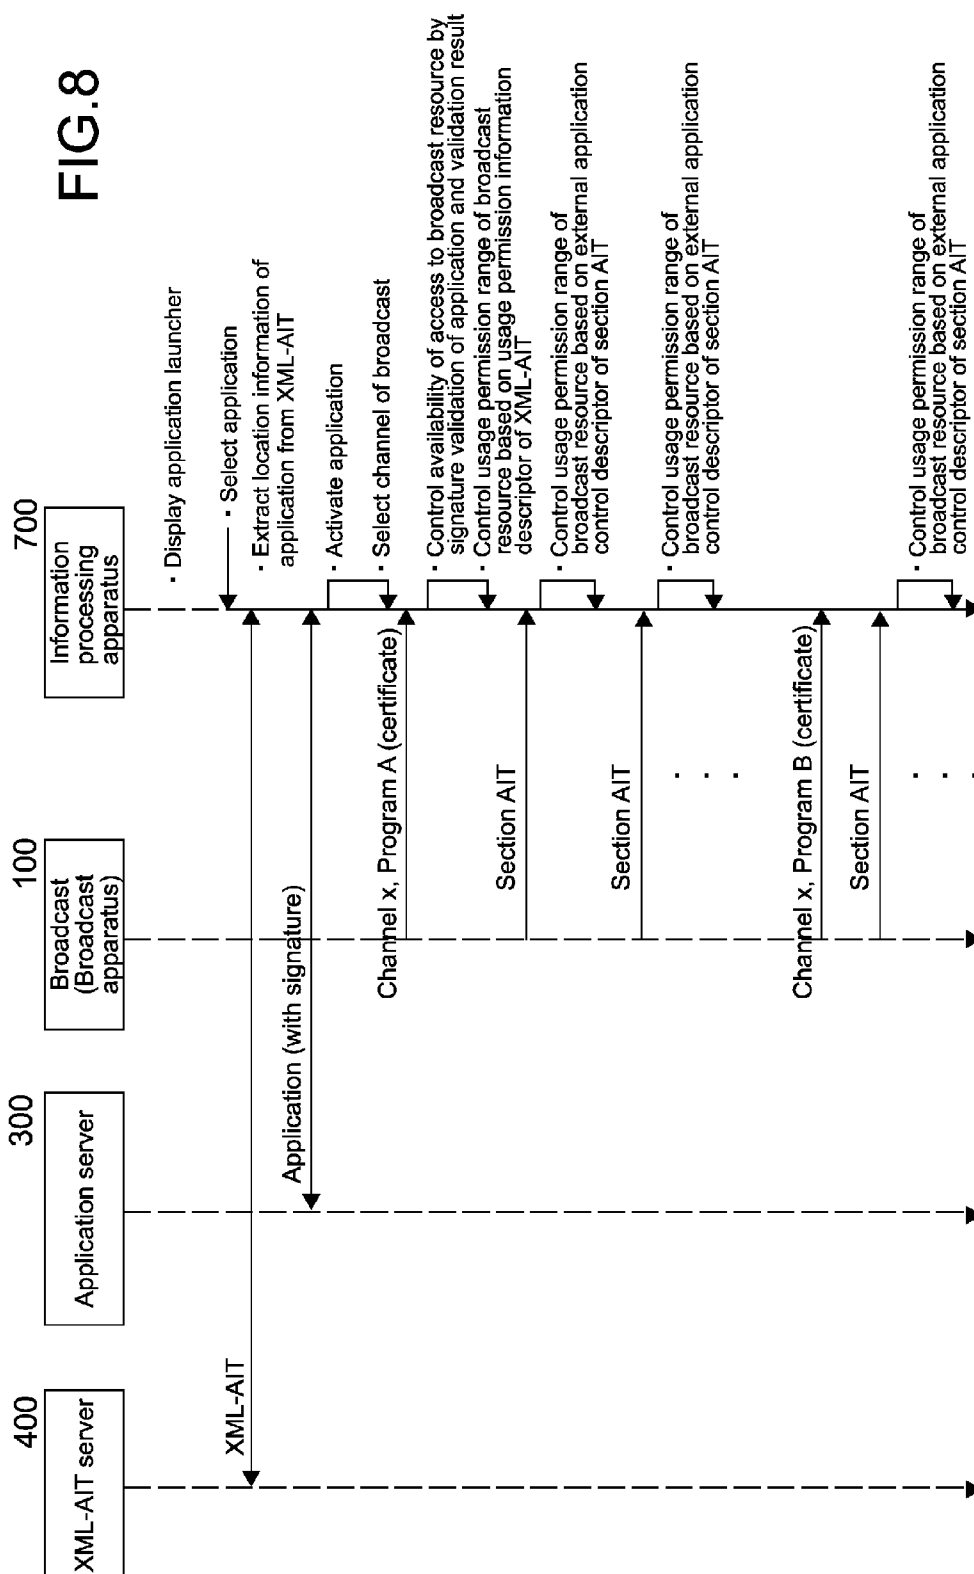 FIG.8
400
XML-AIT server
300
Application server
100
Broadcast
(Broadcast
apparatus)
700
Information
processing
apparatus
· Display application launcher
· Select application
XML-AIT
· Extract location information of
application from XML-AIT
Application (with signature)
· Activate application
· Select channel of broadcast
Channel x, Program A (certificate)
· Control availability of access to broadcast resource by
signature validation of application and validation result
· Control usage permission range of broadcast
resource based on usage permission information
descriptor of XML-AIT
Section AIT
· Control usage permission range of
broadcast resource based on external application
control descriptor of section AIT
Section AIT
· Control usage permission range of
broadcast resource based on external application
control descriptor of section AIT
· · ·
Channel x, Program B (certificate)
Section AIT
· Control usage permission range of
broadcast resource based on external application
control descriptor of section AIT
· · ·